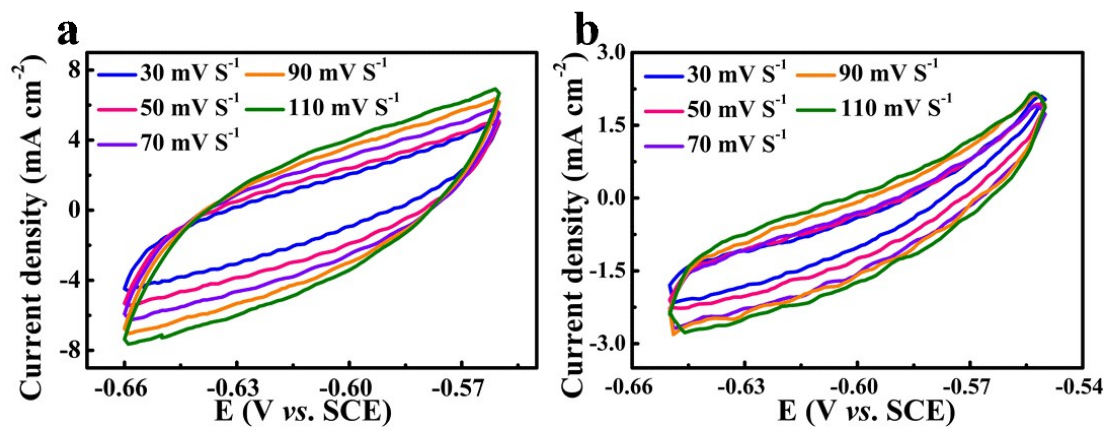 a
b
Current density (mA cm-2)
8
4
0
-4
-8
30 mV S-1
90 mV S-1
50 mV S-1
110 mV S-1
70 mV S-1
-0.66
-0.63
-0.60
-0.57
E (V vs. SCE)
Current density (mA cm-2)
3.0
1.5
0.0
-1.5
-3.0
30 mV S-1
90 mV S-1
50 mV S-1
110 mV S-1
70 mV S-1
-0.66
-0.63
-0.60
-0.57
-0.54
E (V vs. SCE)